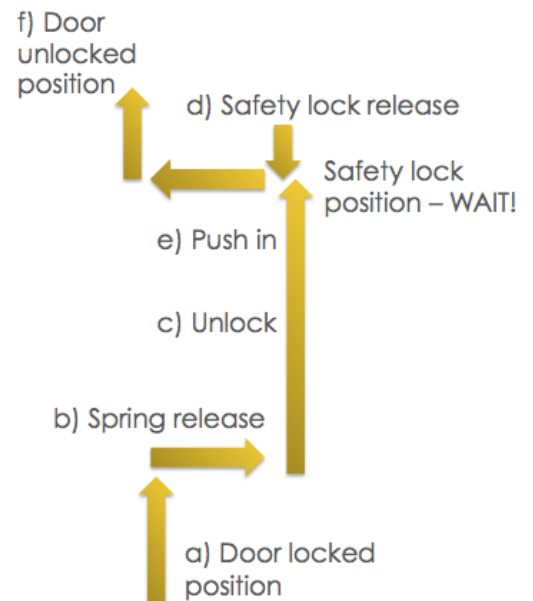 f) Door
unlocked
position
d) Safety lock release
Safety lock
position – WAIT!
e) Push in
c) Unlock
b) Spring release
a) Door locked
position